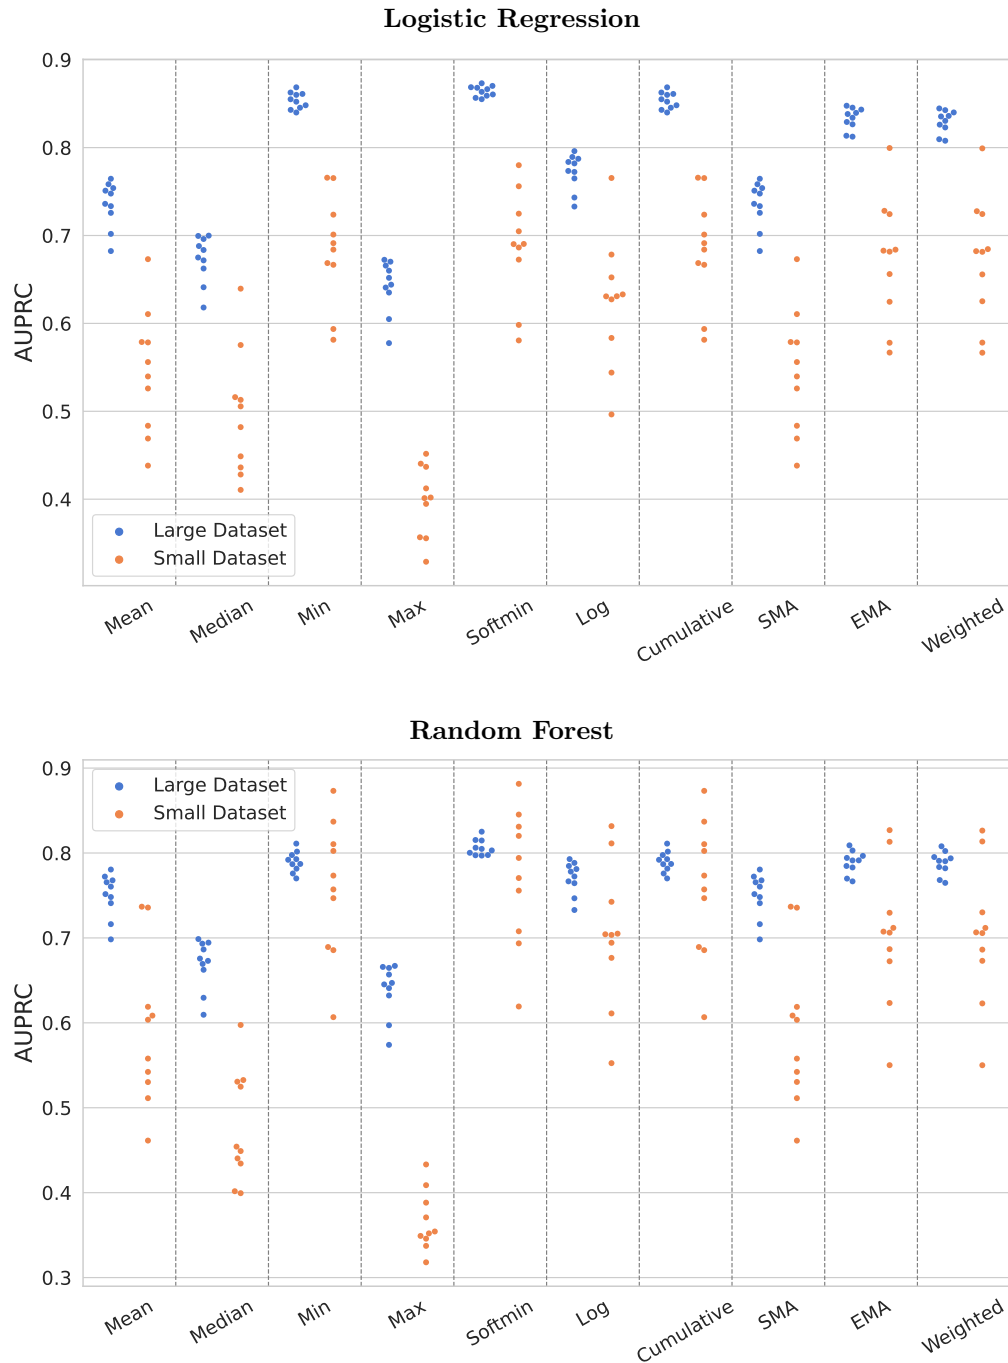 Logistic Regression
0.9
0.8
0.7
0.6
0.5
0.4
AUPRC
Large Dataset
Small Dataset
Mean
Median
Min
Max
Softmin
Log
Cumulative
SMA
EMA
Weighted
Random Forest
0.9
0.8
0.7
0.6
0.5
0.4
0.3
AUPRC
Large Dataset
Small Dataset
Mean
Median
Min
Max
Softmin
Log
Cumulative
SMA
EMA
Weighted